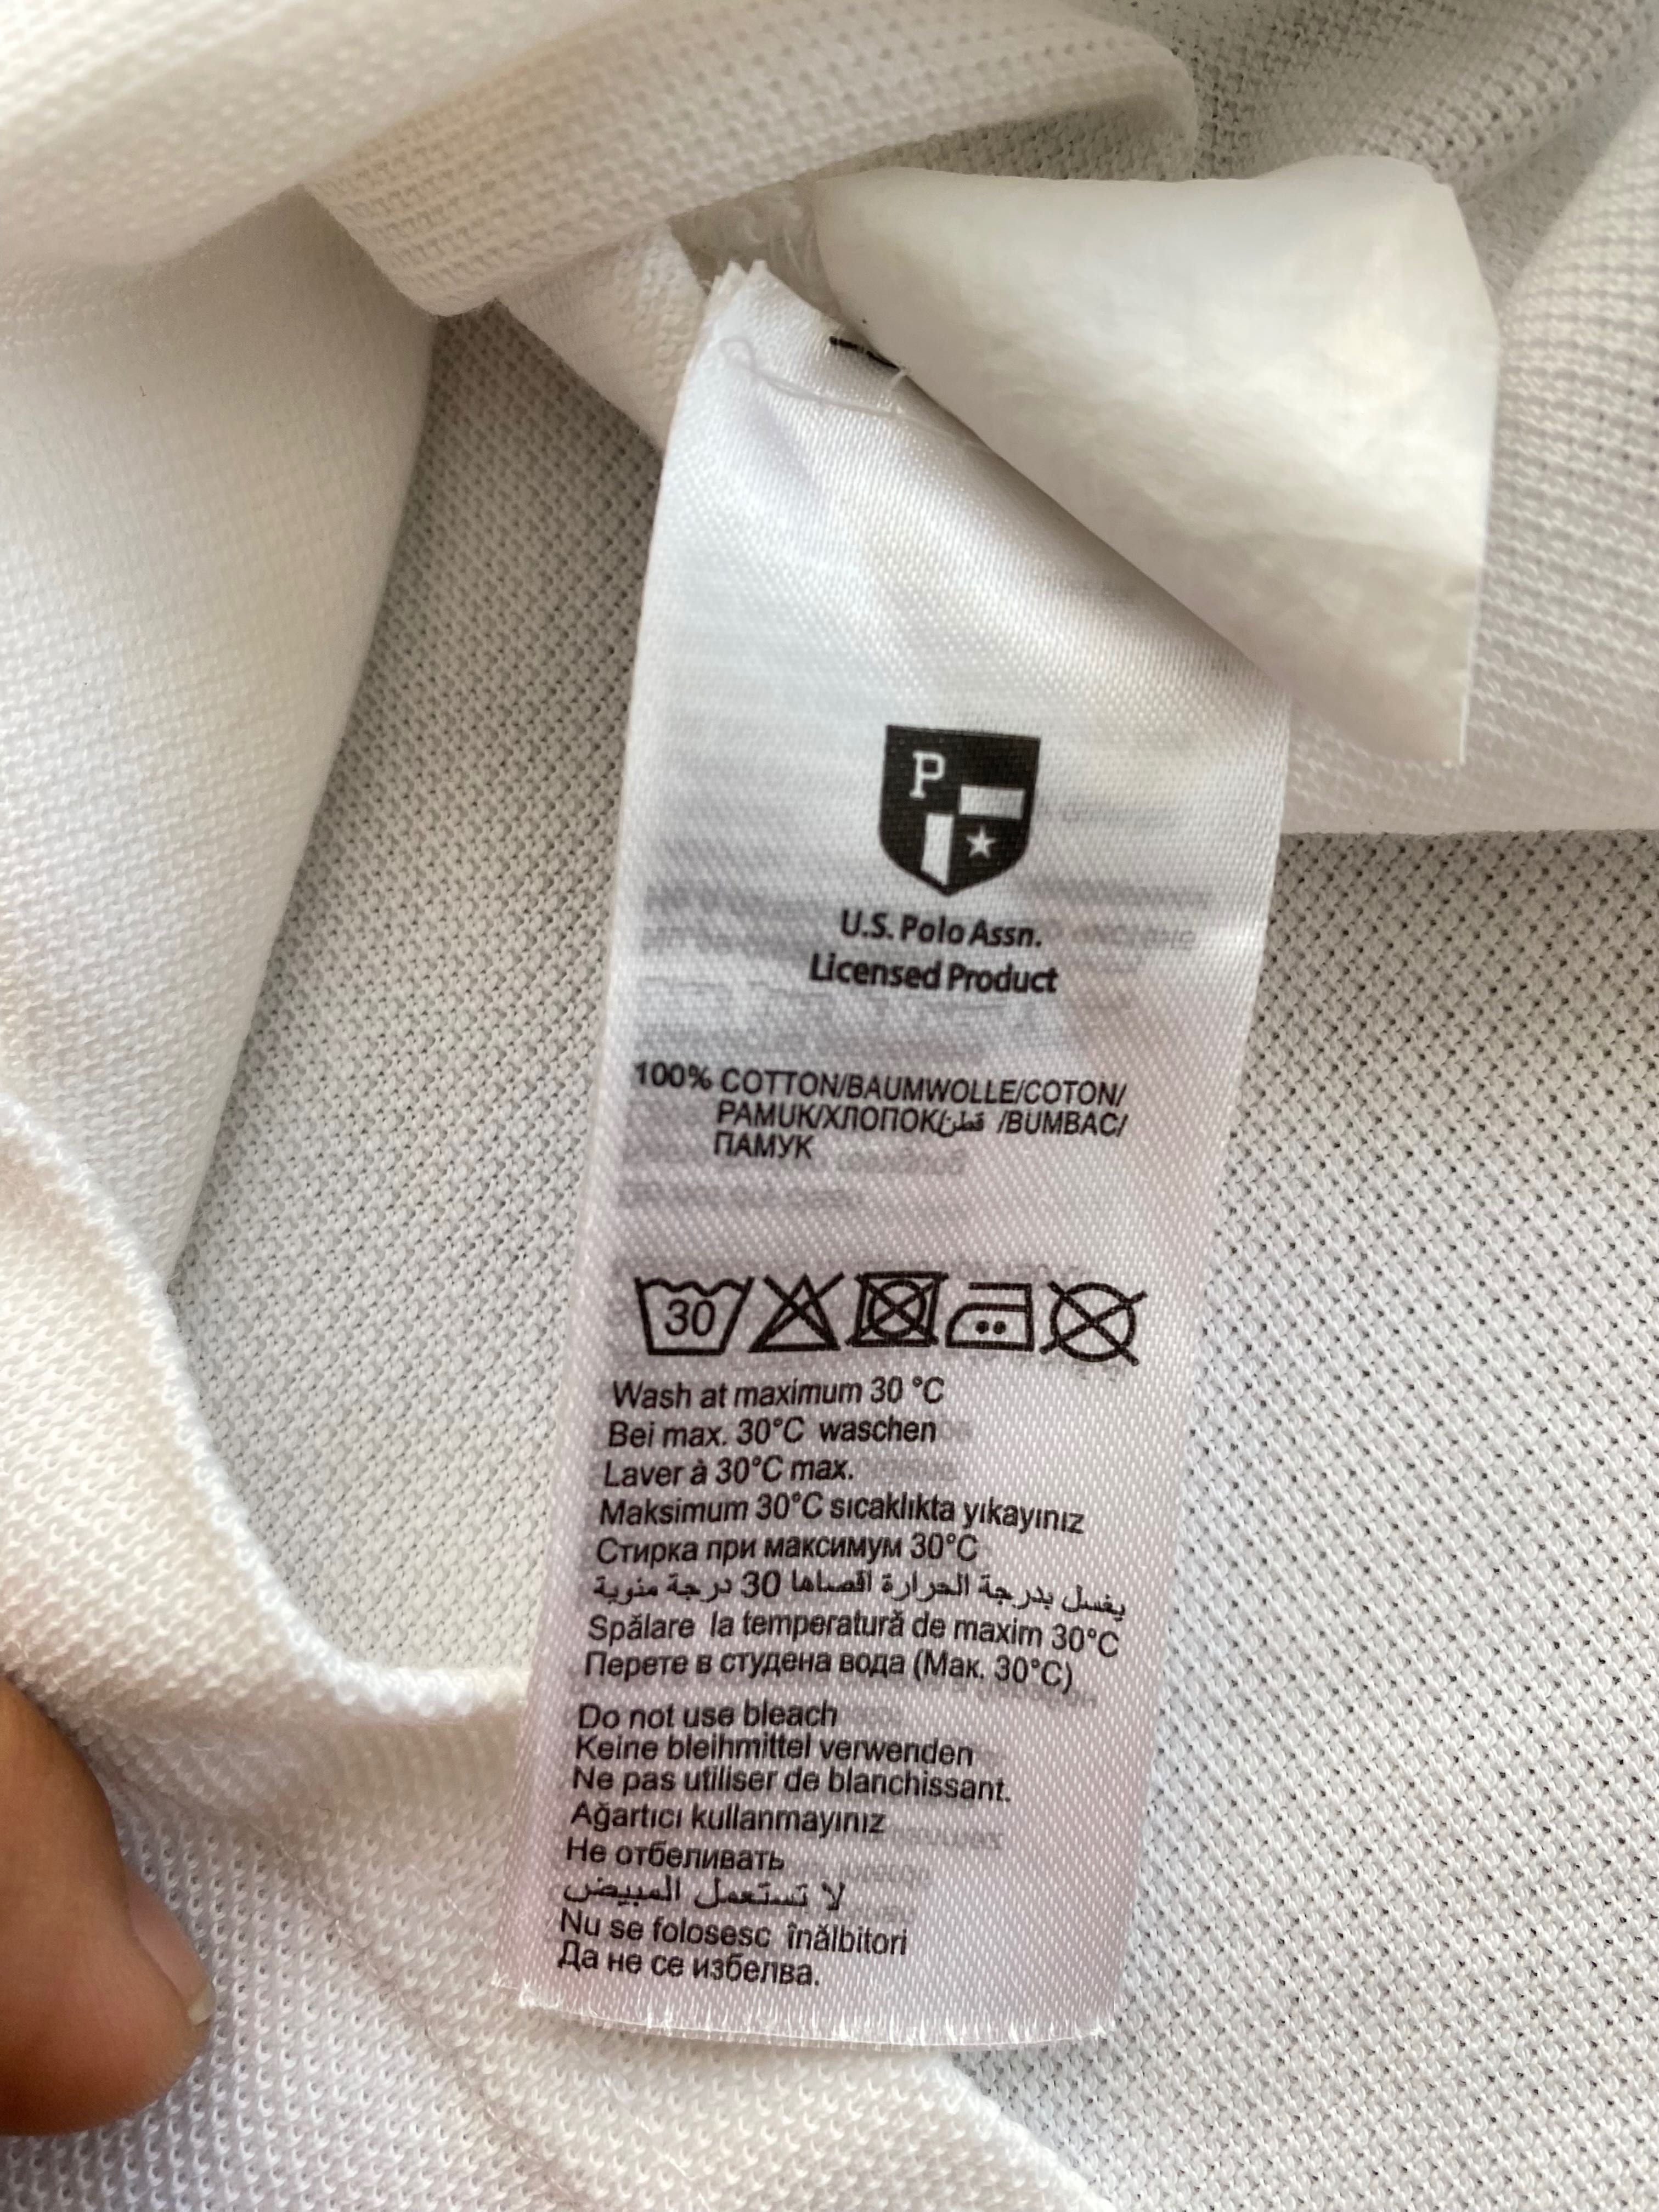 P
U.S. Polo Assn.
Licensed Product
100% COTTON/BAUMWOLLE/COTON/
PAMUK/ХЛОПОК/قطن /BUMBAC/
ПАМУК
30
Wash at maximum 30 °C
Bei max. 30°C waschen
Laver à 30°C max.
Maksimum 30°C sıcaklıkta yıkayınız
Стирка при максимум 30°C
يغسل بدرجة الحرارة اقصاها 30 درجة مئوية
Spălare la temperatură de maxim 30°C
Перете в студена вода (Мак. 30°C)
Do not use bleach
Keine bleihmittel verwenden
Ne pas utiliser de blanchissant.
Ağartıcı kullanmayınız
Не отбеливать
لا تستعمل المبيض
Nu se folosesc înălbitori
Да не се избелва.